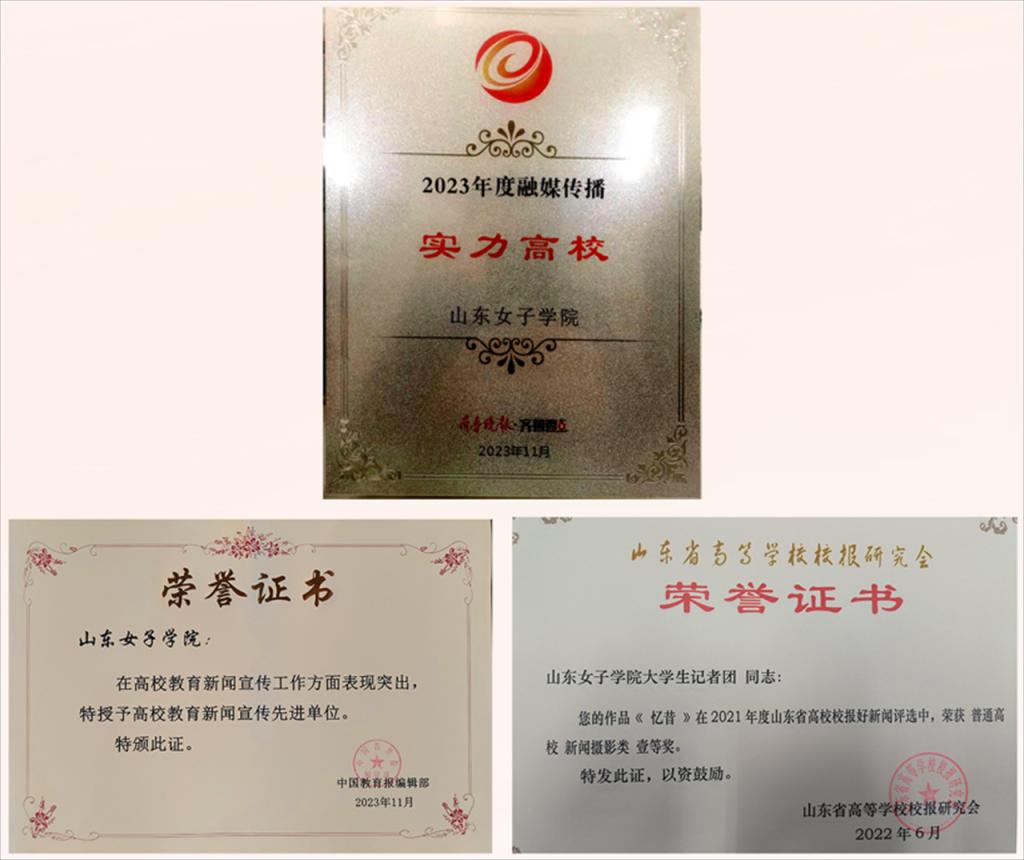 2023年度融媒传播
实力高校
山东女子学院
齐鲁晚报·齐鲁壹点
2023年11月
荣誉证书
山东女子学院：
在高校教育新闻宣传工作方面表现突出，
特授予高校教育新闻宣传先进单位。
特颁此证。
中国教育报编辑部
2023年11月
山东省高等学校校报研究会
荣誉证书
山东女子学院大学生记者团 同志：
您的作品《 忆昔 》在2021年度山东省高校校报好新闻评选中，荣获 普通高
校 新闻摄影类 壹等奖。
特发此证，以资鼓励。
山东省高等学校校报研究会
2022年6月